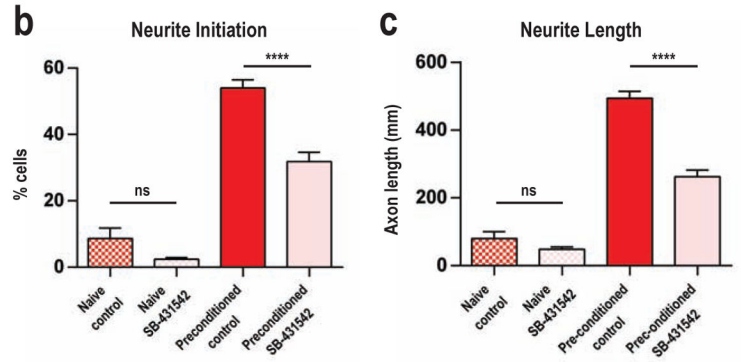 b
Neurite Initiation
****
60
40
20
0
% cells
ns
Naive
control
Naive
SB-431542
Preconditioned
control
Preconditioned
SB-431542
c
Neurite Length
****
600
400
200
0
Axon length (mm)
ns
Naive
control
Naive
SB-431542
Pre-conditioned
control
Prec-onditioned
SB-431542